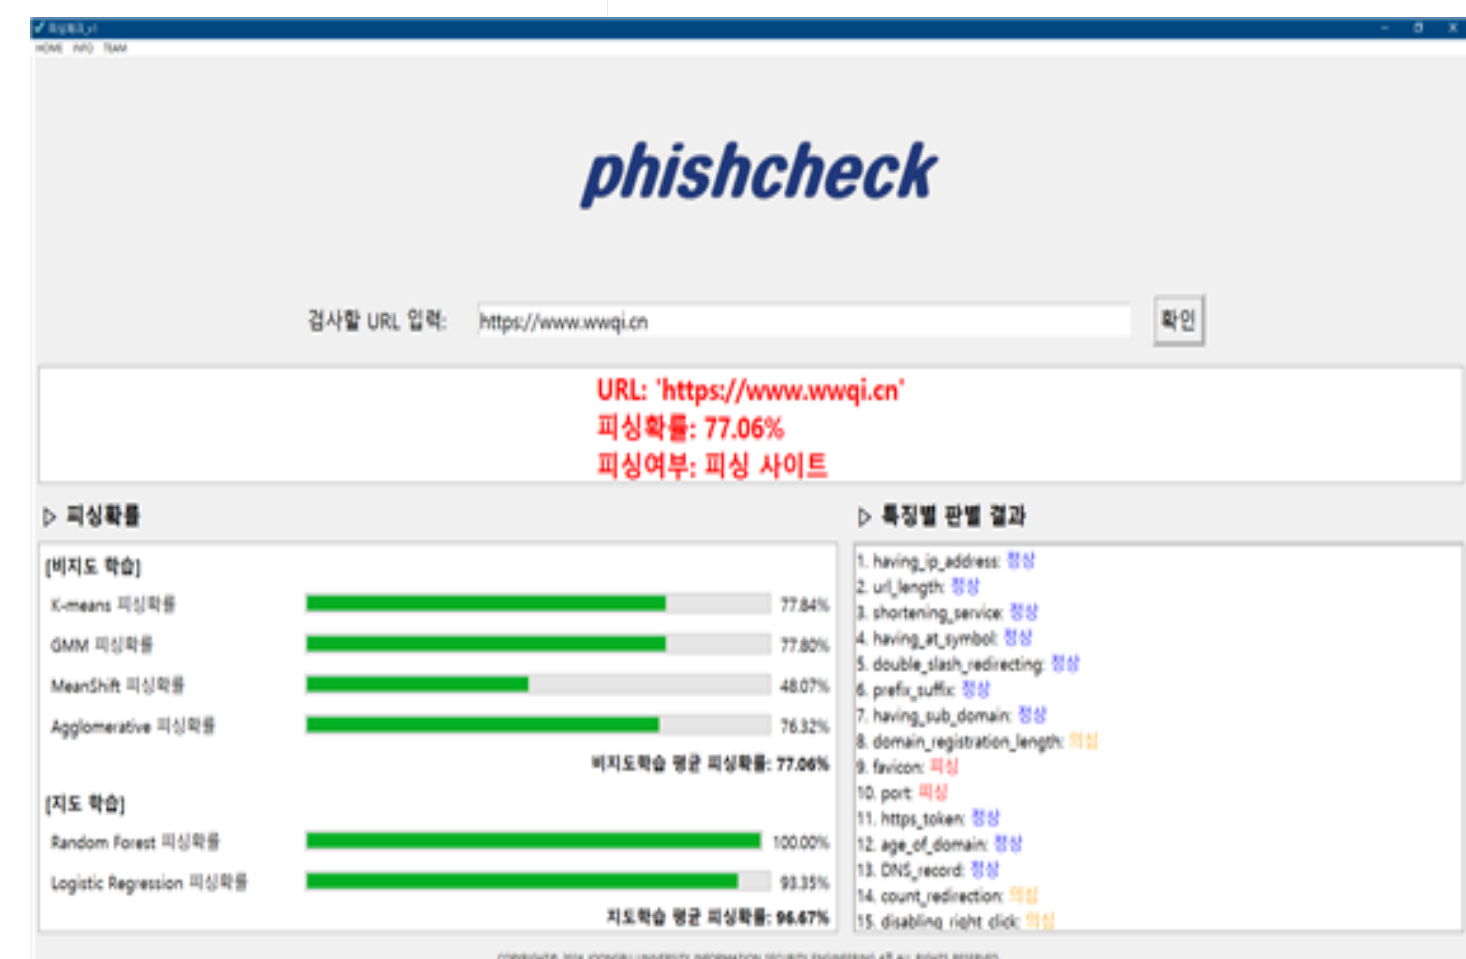 HOME INFO TEAM
phishcheck
검사할 URL 입력: https://www.wwqi.cn 확인
URL: 'https://www.wwqi.cn'
피싱확률: 77.06%
피싱여부: 피싱 사이트
▷ 피싱확률
[비지도 학습]
K-means 피싱확률 77.84%
GMM 피싱확률 77.80%
MeanShift 피싱확률 48.07%
Agglomerative 피싱확률 76.32%
비지도학습 평균 피싱확률: 77.06%
[지도 학습]
Random Forest 피싱확률 100.00%
Logistic Regression 피싱확률 93.35%
지도학습 평균 피싱확률: 96.67%
▷ 특징별 판별 결과
1. having_ip_address: 정상
2. url_length: 정상
3. shortening_service: 정상
4. having_at_symbol: 정상
5. double_slash_redirecting: 정상
6. prefix_suffix: 정상
7. having_sub_domain: 정상
8. domain_registration_length: 의심
9. favicon: 피싱
10. port: 피싱
11. https_token: 정상
12. age_of_domain: 정상
13. DNS_record: 정상
14. count_redirection: 의심
15. disabling_right_click: 의심